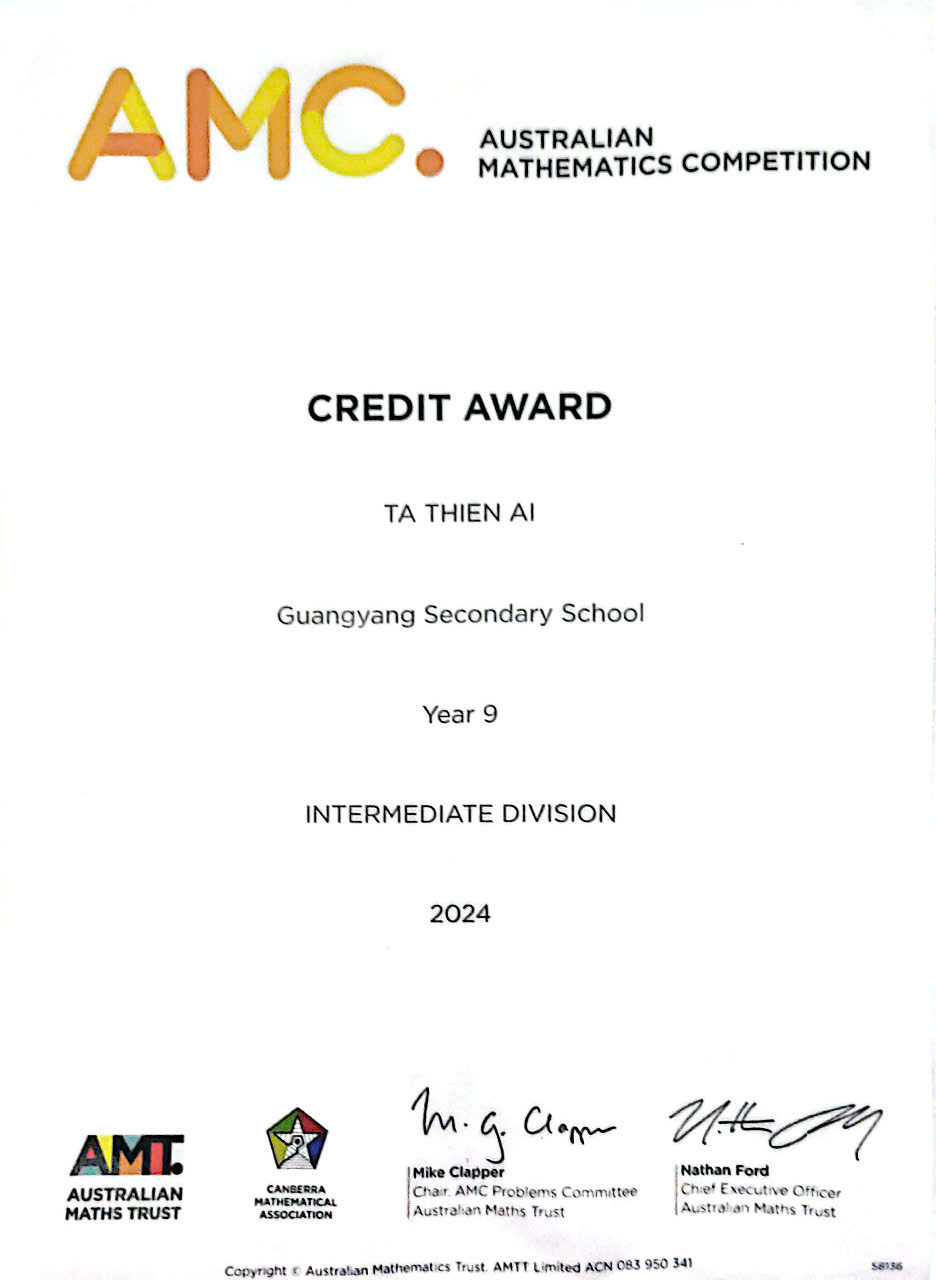 AMC.
AUSTRALIAN
MATHEMATICS COMPETITION
CREDIT AWARD
TA THIEN AI
Guangyang Secondary School
Year 9
INTERMEDIATE DIVISION
2024
M. G. Clapper
AMT.
AUSTRALIAN
MATHS TRUST
CANBERRA
MATHEMATICAL
ASSOCIATION
Mike Clapper
Chair, AMC Problems Committee
Australian Maths Trust
Nathan Ford
Chief Executive Officer
Australian Maths Trust
Copyright © Australian Mathematics Trust. AMTT Limited ACN 083 950 341
58136